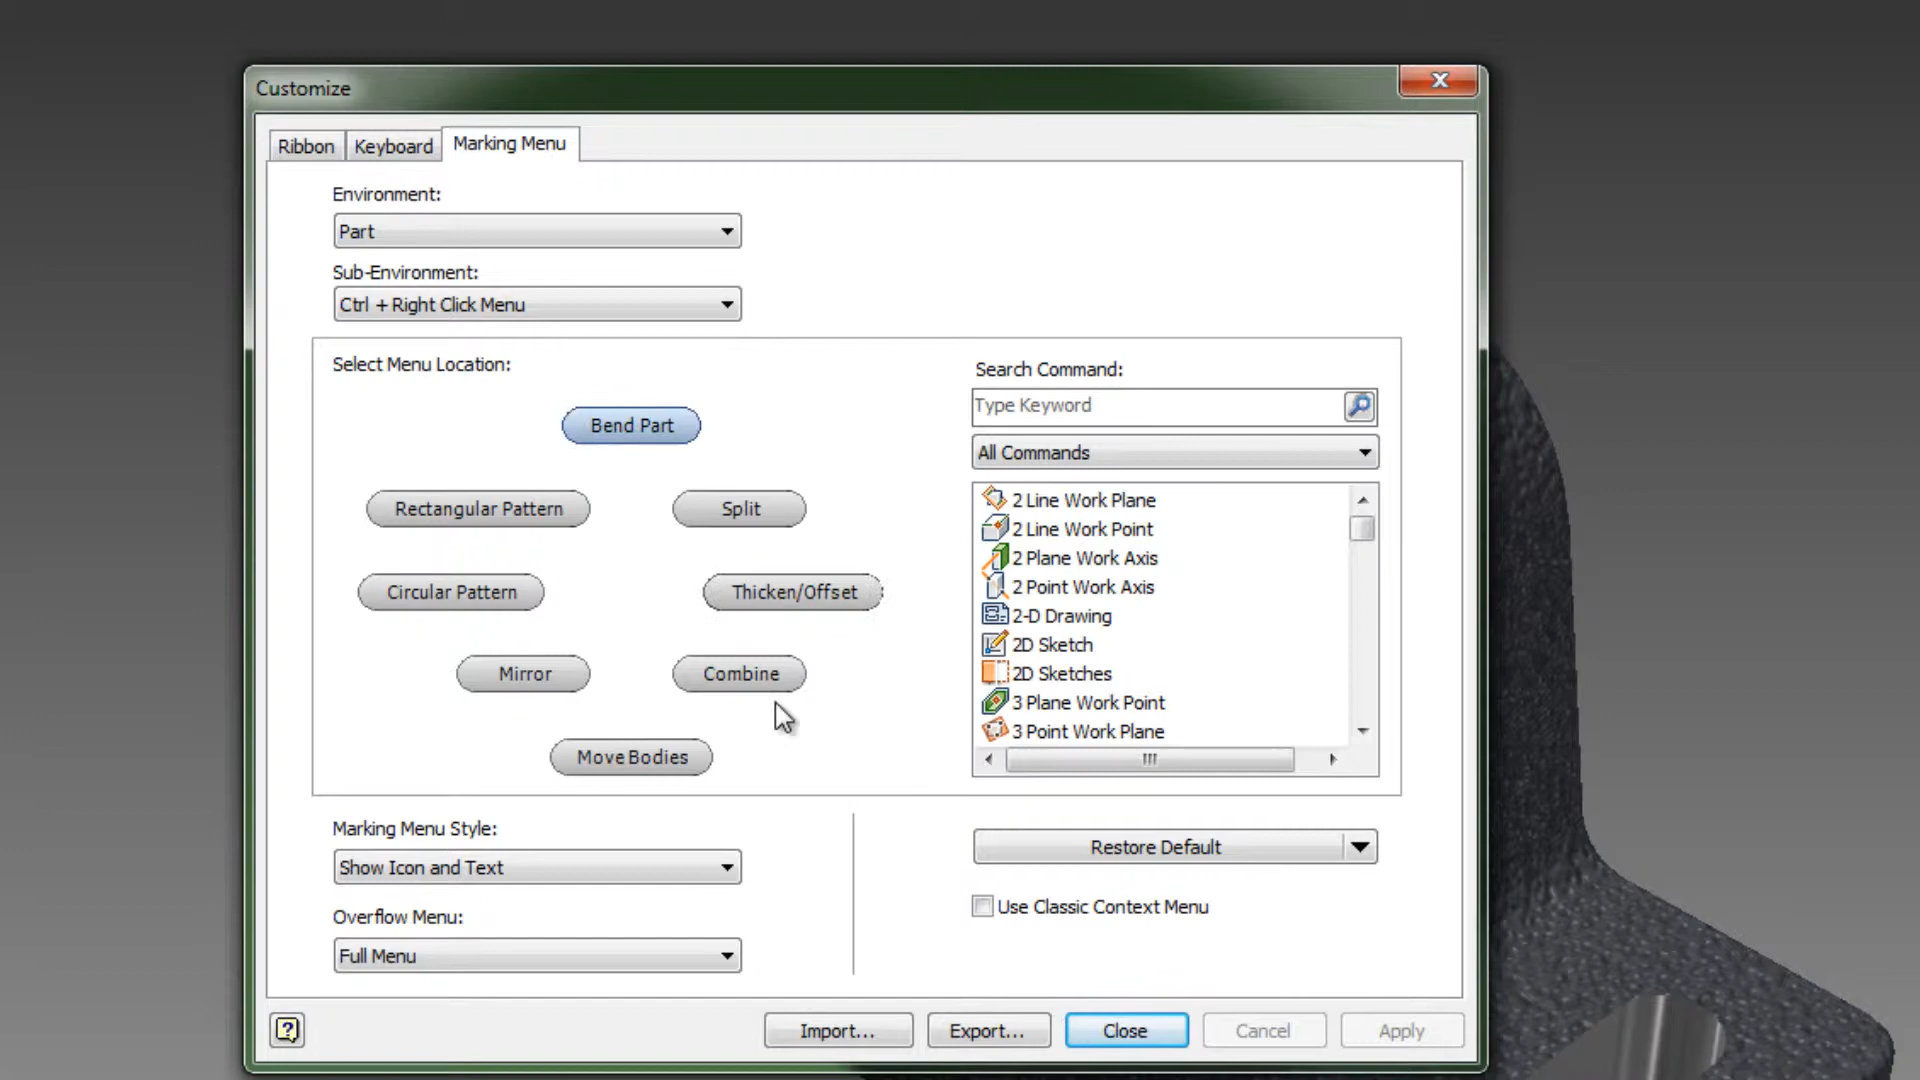 Customize
Ribbon Keyboard Marking Menu
Environment:
Part
Sub-Environment:
Ctrl + Right Click Menu
Select Menu Location:
Bend Part
Rectangular Pattern
Split
Circular Pattern
Thicken/Offset
Mirror
Combine
Move Bodies
Search Command:
Type Keyword
All Commands
2 Line Work Plane
2 Line Work Point
2 Plane Work Axis
2 Point Work Axis
2-D Drawing
2D Sketch
2D Sketches
3 Plane Work Point
3 Point Work Plane
Marking Menu Style:
Show Icon and Text
Overflow Menu:
Full Menu
Restore Default
Use Classic Context Menu
Import... Export... Close Cancel Apply